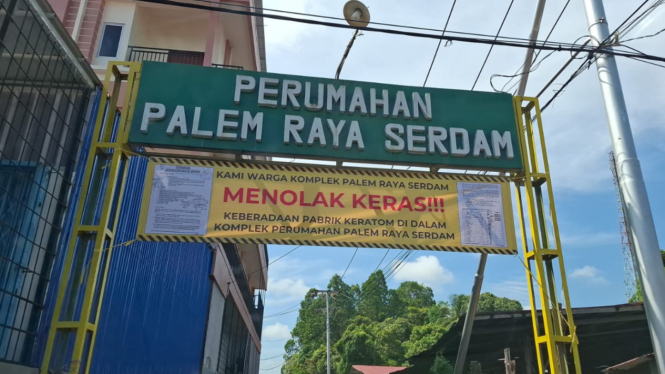 PERUMAHAN
PALEM RAYA SERDAM
KAMI WARGA KOMPLEK PALEM RAYA SERDAM
MENOLAK KERAS!!!
KEBERADAAN PABRIK KERATOM DI DALAM
KOMPLEK PERUMAHAN PALEM RAYA SERDAM